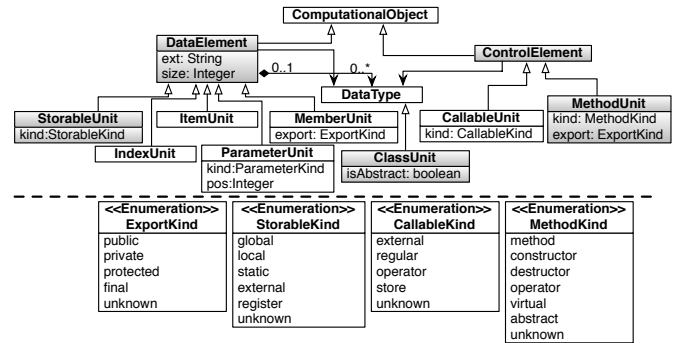 ComputationalObject
DataElement
ext: String
size: Integer
0..1
0..*
ControlElement
DataType
StorableUnit
kind:StorableKind
ItemUnit
MemberUnit
export: ExportKind
CallableUnit
kind: CallableKind
MethodUnit
kind: MethodKind
export: ExportKind
IndexUnit
ParameterUnit
kind:ParameterKind
pos:Integer
ClassUnit
isAbstract: boolean
<<Enumeration>>
ExportKind
public
private
protected
final
unknown
<<Enumeration>>
StorableKind
global
local
static
external
register
unknown
<<Enumeration>>
CallableKind
external
regular
operator
store
unknown
<<Enumeration>>
MethodKind
method
constructor
destructor
operator
virtual
abstract
unknown